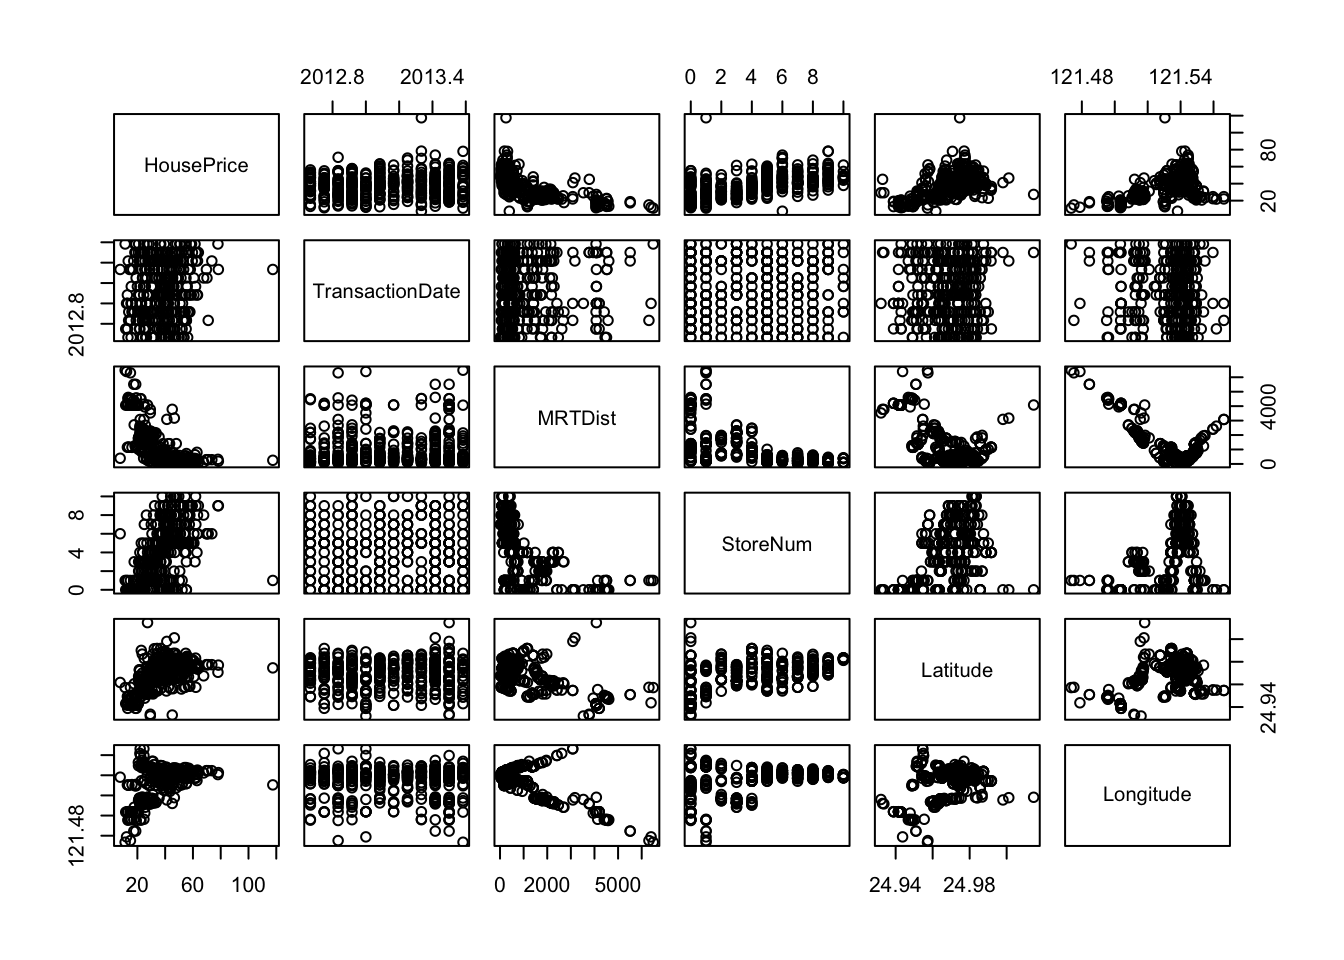 2012.8 2013.4 0 2 4 6 8 121.48 121.54
HousePrice
20 80
TransactionDate
2012.8
MRTDist
0 4000
StoreNum
0 4 8
Latitude
24.94
Longitude
121.48
20 60 100 0 2000 5000 24.94 24.98